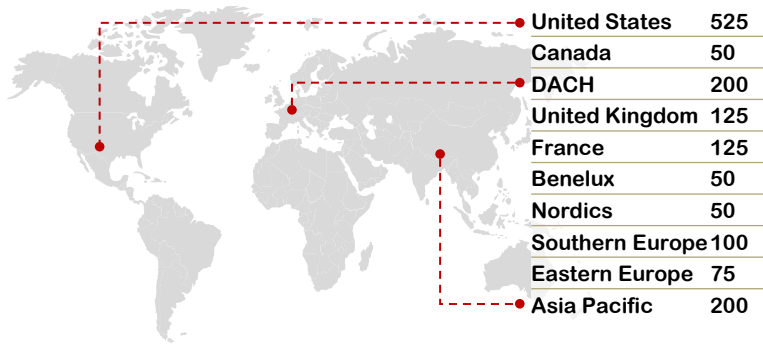 United States 525
Canada 50
DACH 200
United Kingdom 125
France 125
Benelux 50
Nordics 50
Southern Europe 100
Eastern Europe 75
Asia Pacific 200